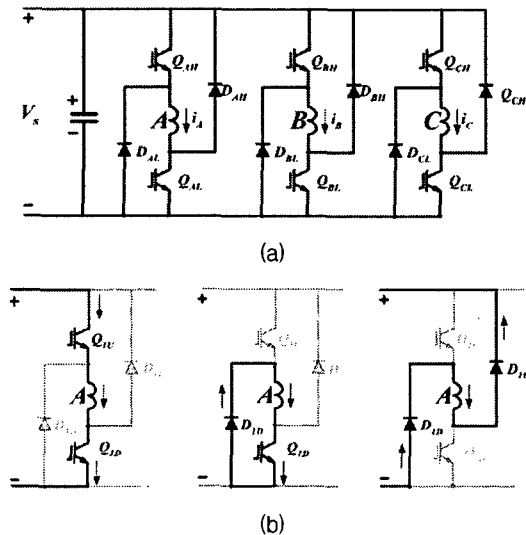 +
Q_AH
Q_BH
Q_CH
V_s
+
−
A
i_A
D_AH
B
i_B
D_BH
C
i_C
Q_CH
D_AL
D_BL
D_CL
Q_AL
Q_BL
Q_CL
−
(a)
+
+
+
Q_1U
D_1U
A
A
A
D_1D
D_1D
Q_1D
Q_1D
−
−
−
(b)